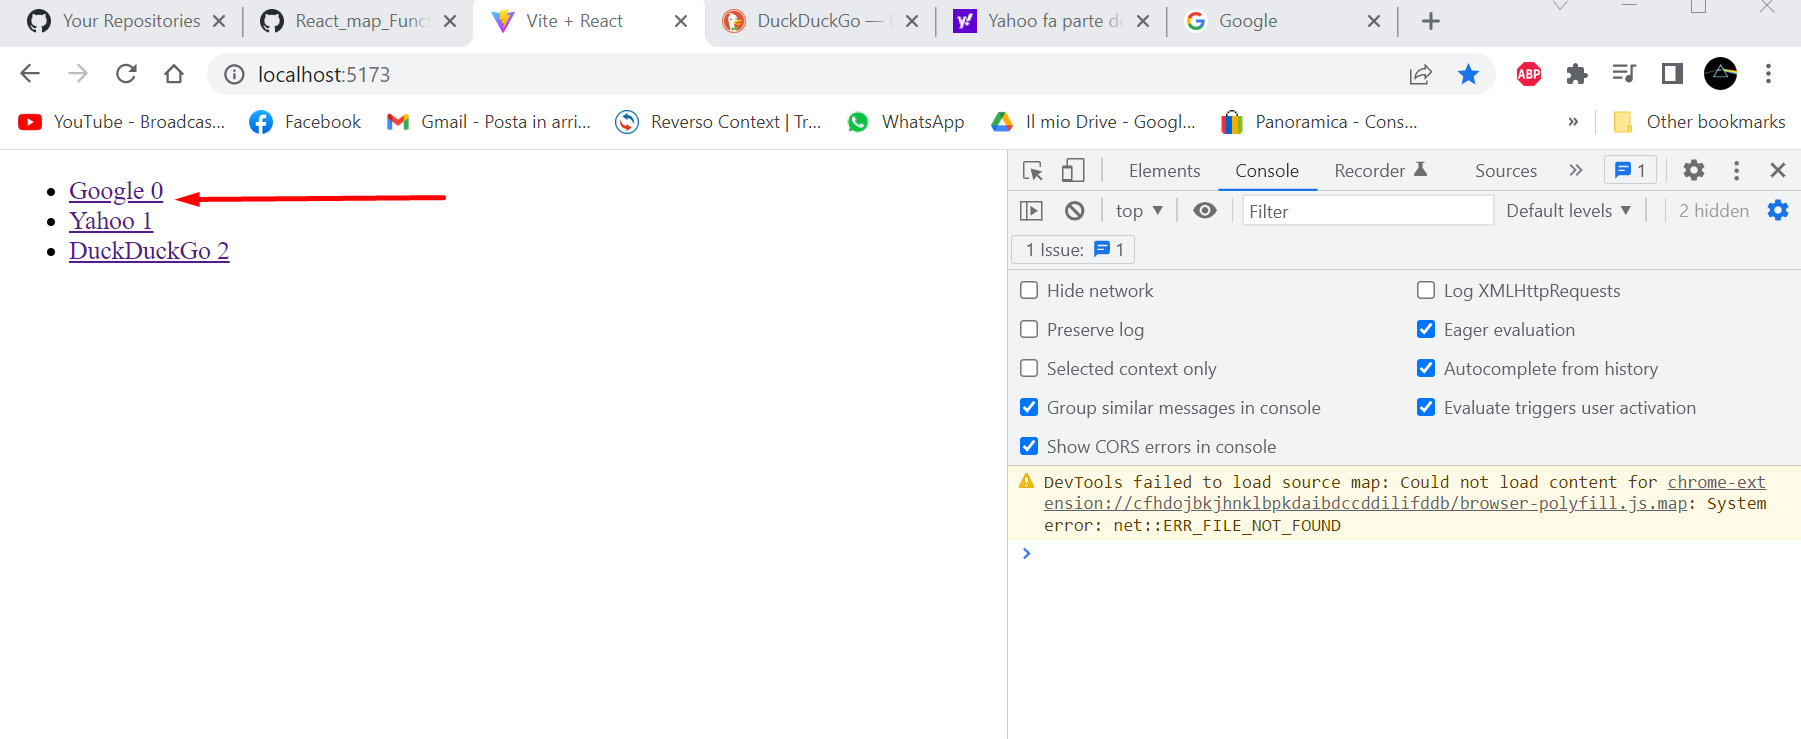 Your Repositories
React_map_Func
Vite + React
DuckDuckGo — 
Yahoo fa parte de
Google
localhost:5173
ABP
YouTube - Broadcas...
Facebook
Gmail - Posta in arri...
Reverso Context | Tr...
WhatsApp
Il mio Drive - Googl...
Panoramica - Cons...
»
Other bookmarks
Google 0
Yahoo 1
DuckDuckGo 2
Elements
Console
Recorder
Sources
»
1
top
Filter
Default levels
2 hidden
1 Issue: 1
Hide network
Log XMLHttpRequests
Preserve log
Eager evaluation
Selected context only
Autocomplete from history
Group similar messages in console
Evaluate triggers user activation
Show CORS errors in console
DevTools failed to load source map: Could not load content for chrome-ext
ension://cfhdojbkjhnklbpkdaibdccddilifddb/browser-polyfill.js.map: System
error: net::ERR_FILE_NOT_FOUND